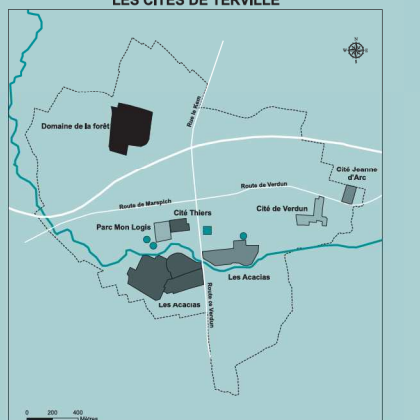 LES CITÉS DE TERVILLE
Rue le Kem
Domaine de la forêt
Cité Jeanne
d'Arc
Route de Verdun
Route de Marspich
Cité Thiers
Cité de Verdun
Parc Mon Logis
Les Acacias
Les Acacias
Route de Verdun
0 200 400
Mètres